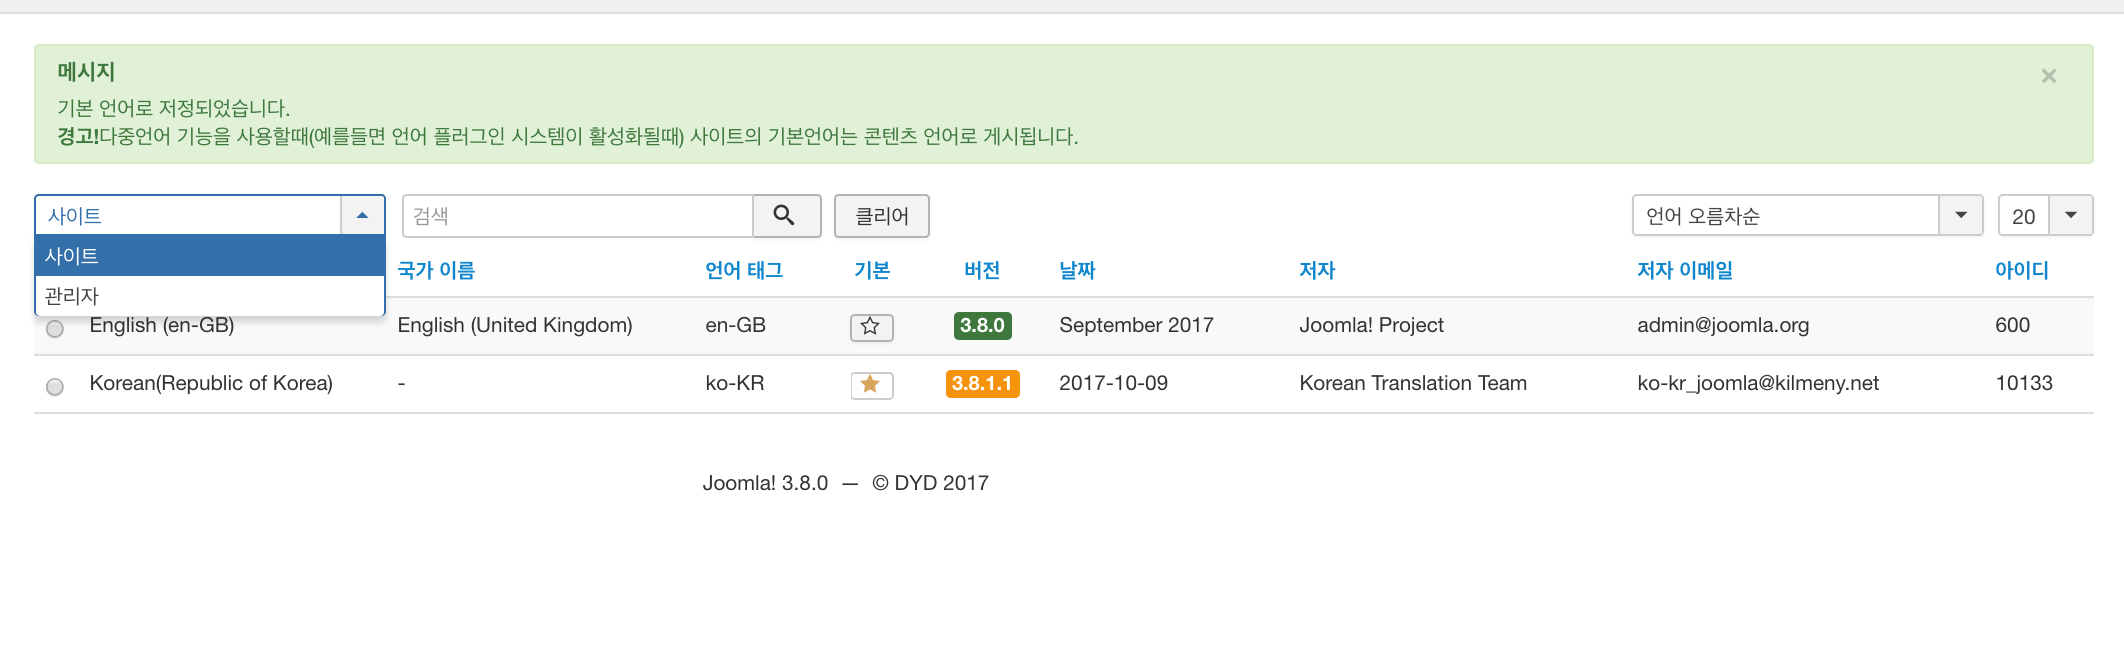 메시지
기본 언어로 저정되었습니다.
경고!다중언어 기능을 사용할때(예를들면 언어 플러그인 시스템이 활성화될때) 사이트의 기본언어는 콘텐츠 언어로 게시됩니다.
사이트 검색 클리어 언어 오름차순 20
사이트
관리자
국가 이름 언어 태그 기본 버전 날짜 저자 저자 이메일 아이디
English (en-GB) English (United Kingdom) en-GB 3.8.0 September 2017 Joomla! Project admin@joomla.org 600
Korean(Republic of Korea) - ko-KR 3.8.1.1 2017-10-09 Korean Translation Team ko-kr_joomla@kilmeny.net 10133
Joomla! 3.8.0 — © DYD 2017